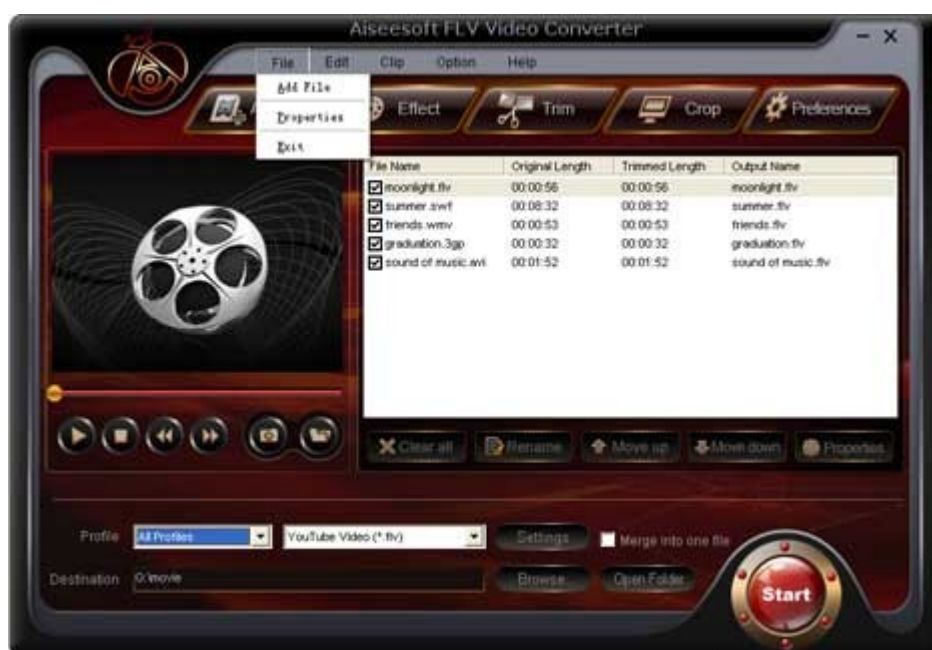 Aiseesoft FLV Video Converter
File Edit Clip Option Help
Add File
Properties
Exit
Effect Trim Crop Preferences
File Name Original Length Trimmed Length Output Name
moonlight.flv 00:00:56 00:00:56 moonlight.flv
summer.swf 00:08:32 00:08:32 summer.flv
friends.wmv 00:00:53 00:00:53 friends.flv
graduation.3gp 00:00:32 00:00:32 graduation.flv
sound of music.avi 00:01:52 00:01:52 sound of music.flv
Clear all Rename Move up Move down Properties
Profile All Profiles YouTube Video (*.flv) Settings Merge into one file
Destination G:\movie Browse Open Folder
Start